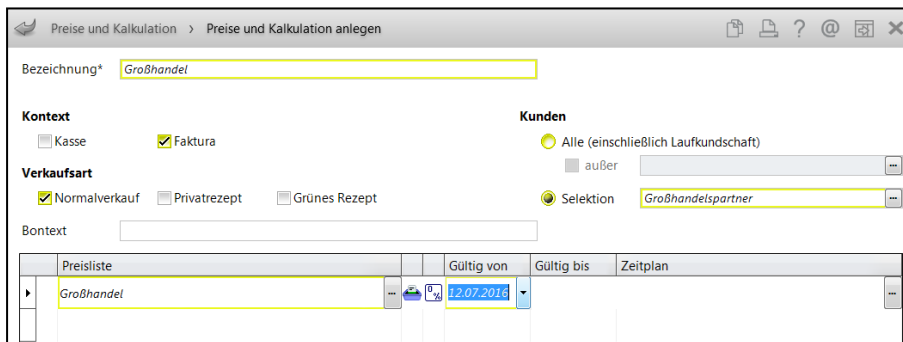 Preise und Kalkulation > Preise und Kalkulation anlegen ? @
Bezeichnung* Großhandel
Kontext Kunden
Kasse Faktura Alle (einschließlich Laufkundschaft)
außer ...
Verkaufsart
Normalverkauf Privatrezept Grünes Rezept Selektion Großhandelspartner ...
Bontext
Preisliste Gültig von Gültig bis Zeitplan
Großhandel ... 0 % 12.07.2016 ...